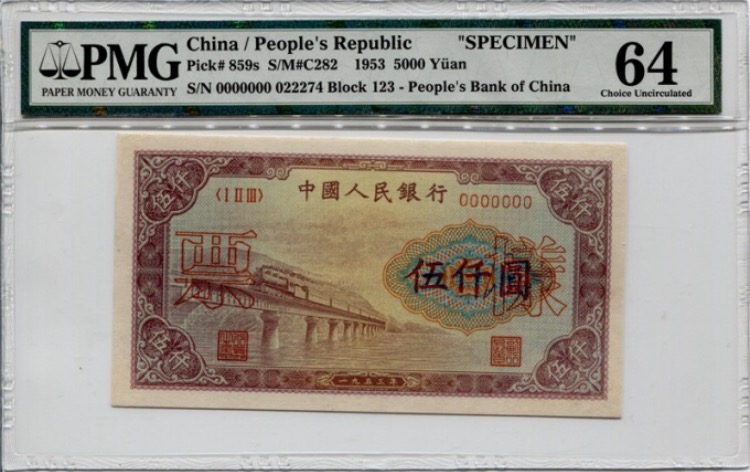 PMG
PAPER MONEY GUARANTY
China / People's Republic "SPECIMEN"
Pick# 859s S/M#C282 1953 5000 Yüan
S/N 0000000 022274 Block 123 - People's Bank of China
64
Choice Uncirculated
伍仟
伍仟
〈I II III〉
中國人民銀行
0000000
票
樣
伍仟圓
伍仟
伍仟
一九五三年